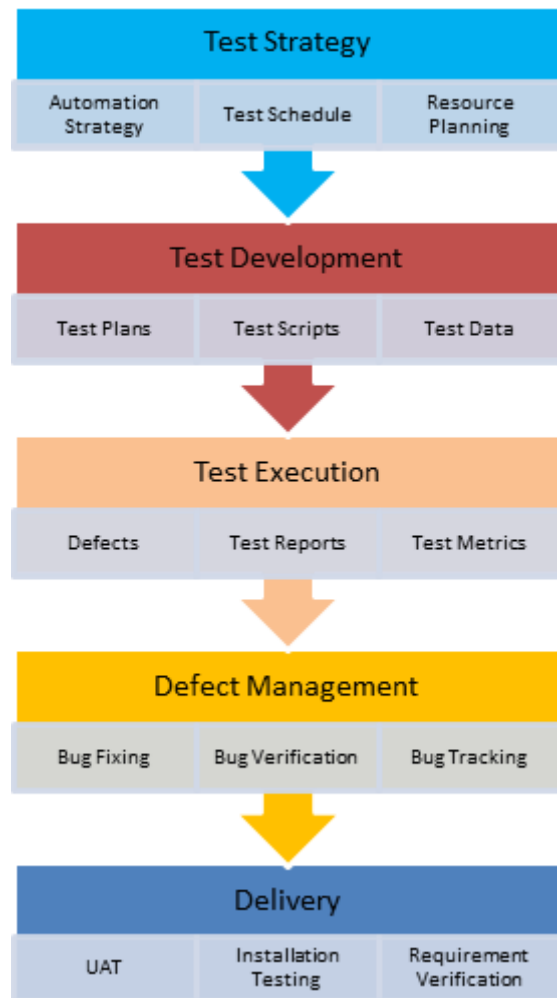 Test Strategy
Automation
Strategy
Test Schedule
Resource
Planning
Test Development
Test Plans
Test Scripts
Test Data
Test Execution
Defects
Test Reports
Test Metrics
Defect Management
Bug Fixing
Bug Verification
Bug Tracking
Delivery
UAT
Installation
Testing
Requirement
Verification